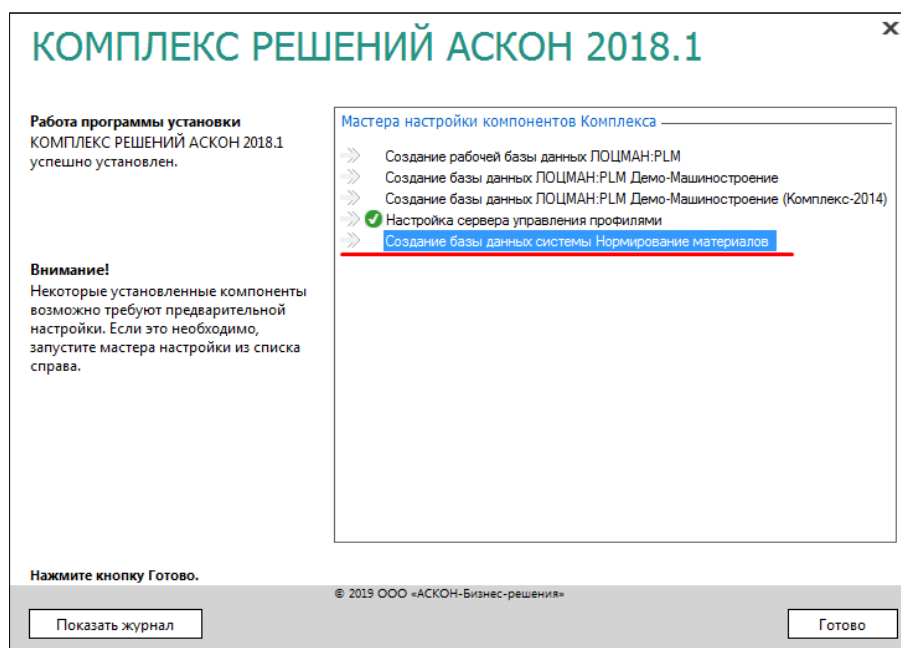 КОМПЛЕКС РЕШЕНИЙ АСКОН 2018.1
Работа программы установки
КОМПЛЕКС РЕШЕНИЙ АСКОН 2018.1
успешно установлен.
Внимание!
Некоторые установленные компоненты
возможно требуют предварительной
настройки. Если это необходимо,
запустите мастера настройки из списка
справа.
Нажмите кнопку Готово.
Мастера настройки компонентов Комплекса
Создание рабочей базы данных ЛОЦМАН:PLM
Создание базы данных ЛОЦМАН:PLM Демо-Машиностроение
Создание базы данных ЛОЦМАН:PLM Демо-Машиностроение (Комплекс-2014)
Настройка сервера управления профилями
Создание базы данных системы Нормирование материалов
© 2019 ООО «АСКОН-Бизнес-решения»
Показать журнал
Готово